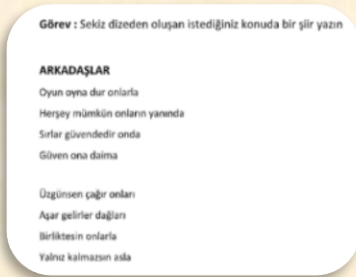 Görev : Sekiz dizeden oluşan istediğiniz konuda bir şiir yazın
ARKADAŞLAR
Oyun oyna dur onlarla
Herşey mümkün onların yanında
Sırlar güvendedir onda
Güven ona daima
Üzgünsen çağır onları
Aşar gelirler dağları
Birliktesin onlarla
Yalnız kalmazsın asla